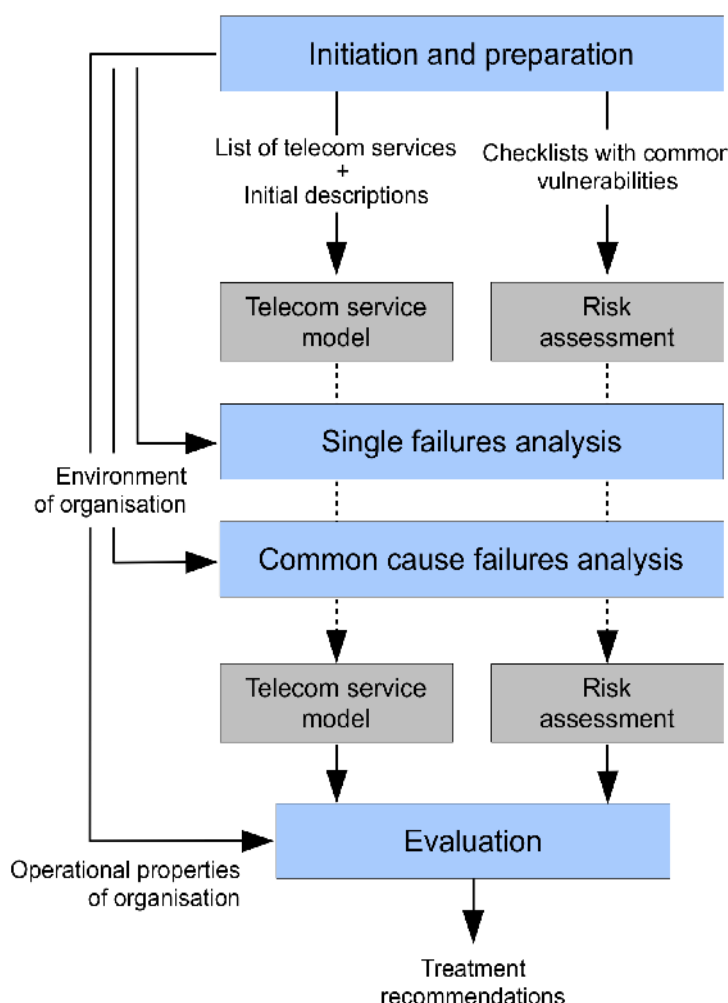 Initiation and preparation
List of telecom services
+
Initial descriptions
Checklists with common
vulnerabilities
Telecom service
model
Risk
assessment
Single failures analysis
Environment
of organisation
Common cause failures analysis
Telecom service
model
Risk
assessment
Evaluation
Operational properties
of organisation
Treatment
recommendations